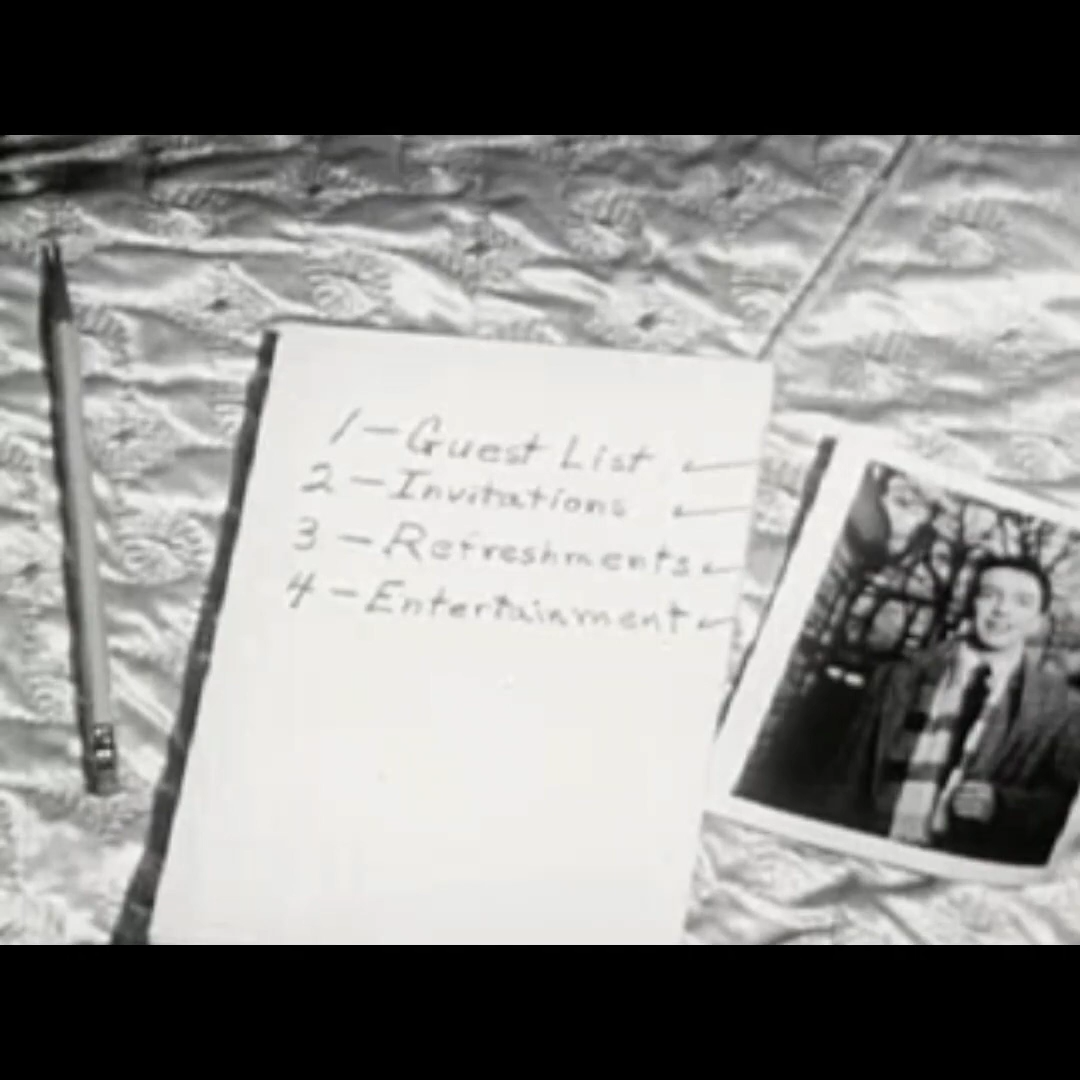 1 - Guest List
2 - Invitations
3 - Refreshments
4 - Entertainment